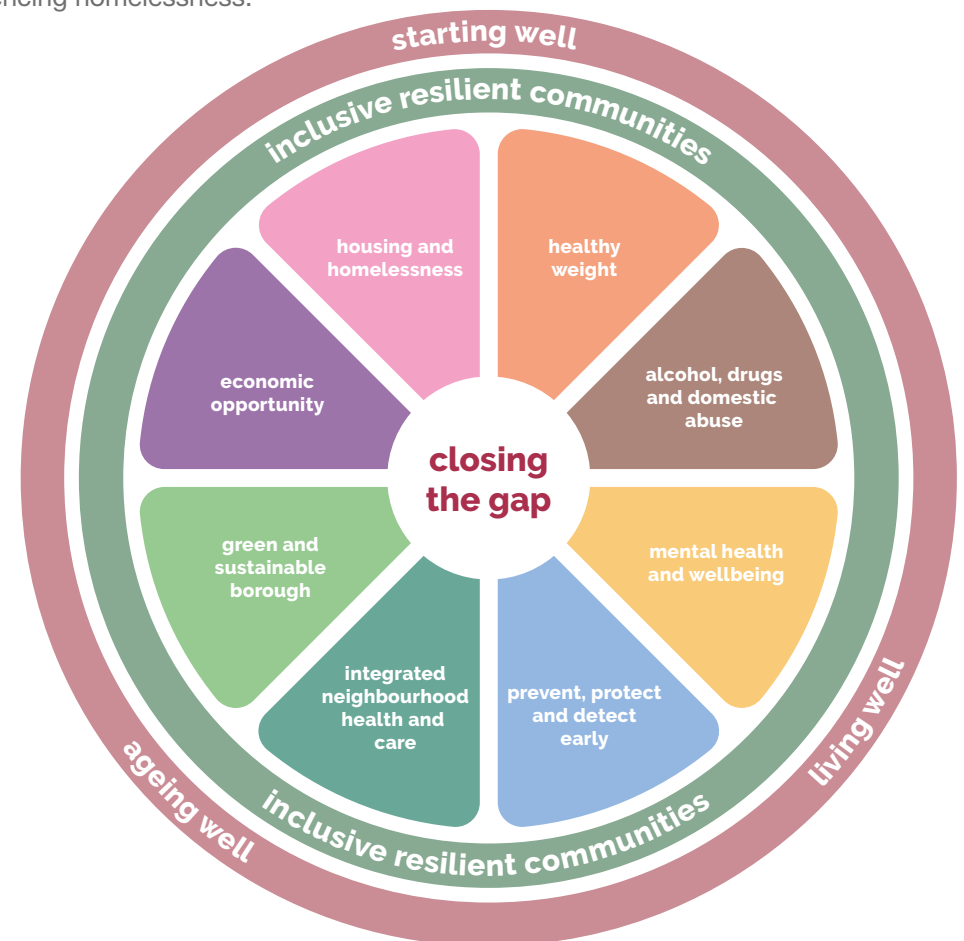 homelessness.
starting well
inclusive resilient communities
housing and
homelessness
healthy
weight
economic
opportunity
alcohol, drugs
and domestic
abuse
closing
the gap
green and
sustainable
borough
mental health
and wellbeing
integrated
neighbourhood
health and
care
prevent, protect
and detect
early
living well
ageing well
inclusive resilient communities